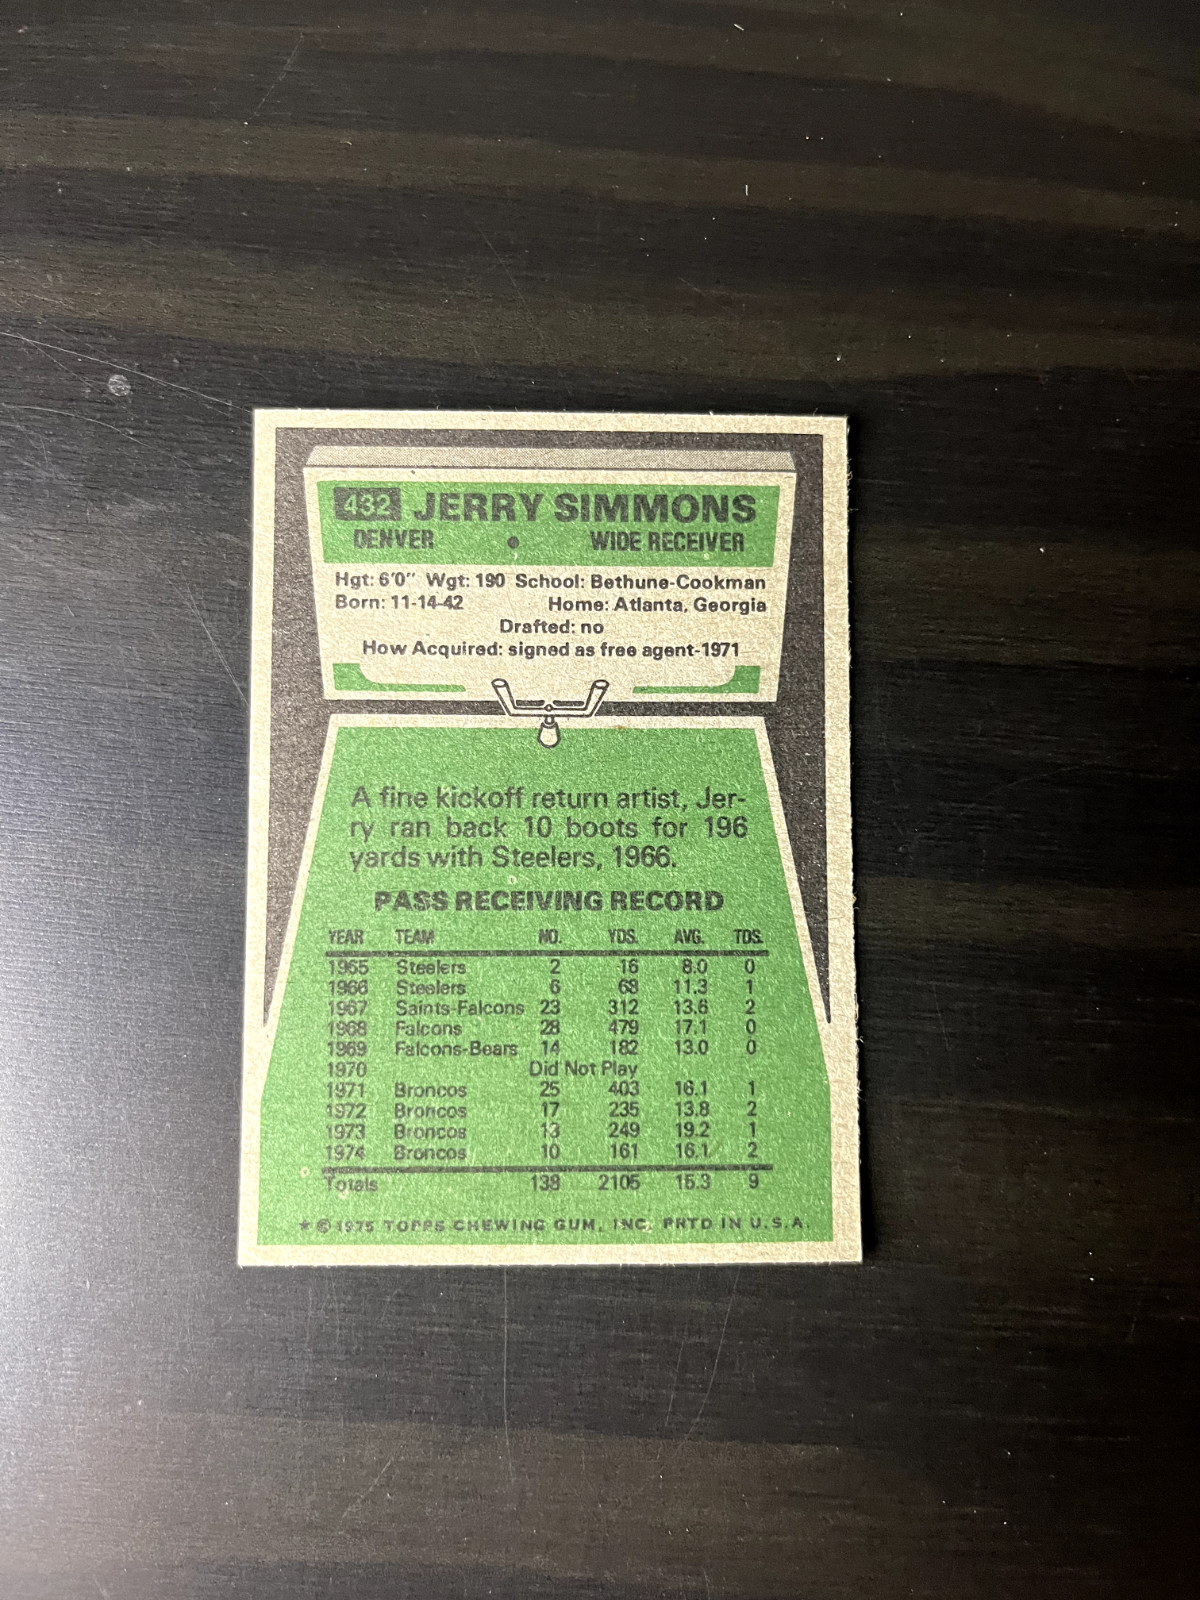 432 JERRY SIMMONS
DENVER • WIDE RECEIVER
Hgt: 6'0" Wgt: 190 School: Bethune-Cookman
Born: 11-14-42 Home: Atlanta, Georgia
Drafted: no
How Acquired: signed as free agent-1971
A fine kickoff return artist, Jer-
ry ran back 10 boots for 196
yards with Steelers, 1966.
PASS RECEIVING RECORD
YEAR TEAM NO. YDS. AVG. TDS.
1965 Steelers 2 16 8.0 0
1966 Steelers 6 68 11.3 1
1967 Saints-Falcons 23 312 13.6 2
1968 Falcons 28 479 17.1 0
1969 Falcons-Bears 14 182 13.0 0
1970 Did Not Play
1971 Broncos 25 403 16.1 1
1972 Broncos 17 235 13.8 2
1973 Broncos 13 249 19.2 1
1974 Broncos 10 161 16.1 2
Totals 138 2105 15.3 9
★ © 1975 TOPPS CHEWING GUM, INC. PRTD IN U.S.A.